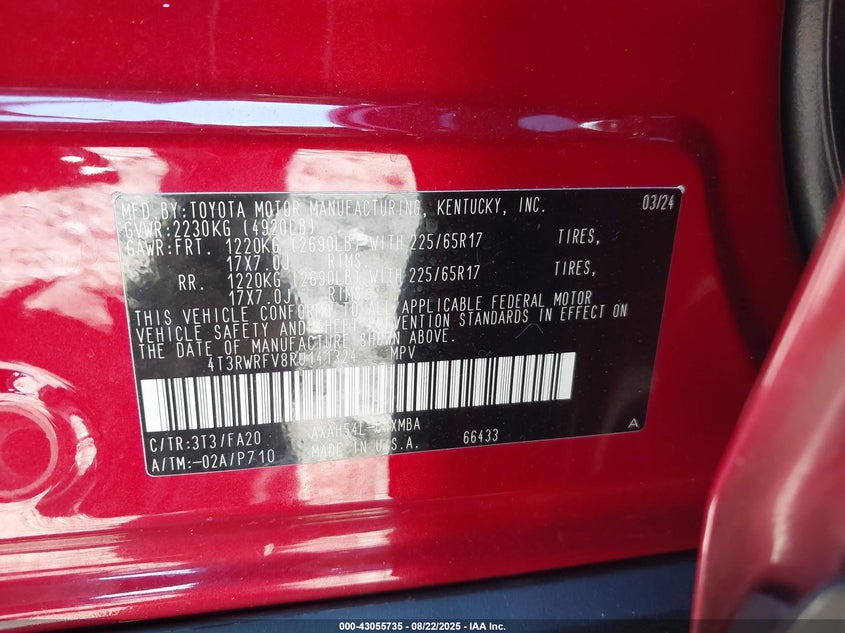 MFD.BY:TOYOTA MOTOR MANUFACTURING, KENTUCKY, INC. 03/24
GVWR:2230KG (4920LB)
GAWR:FRT. 1220KG (2690LB) WITH 225/65R17 TIRES,
17X7.0J RIMS
RR. 1220KG (2690LB) WITH 225/65R17 TIRES,
17X7.0J RIMS
THIS VEHICLE CONFORMS TO ALL APPLICABLE FEDERAL MOTOR
VEHICLE SAFETY AND THEFT PREVENTION STANDARDS IN EFFECT ON
THE DATE OF MANUFACTURE SHOWN ABOVE.
4T3RWRFV8RU141324 MPV
C/TR:3T3/FA20
A/TM:-02A/P710 MADE IN U.S.A. 66433
A
000-43055735 - 08/22/2025 - IAA Inc.